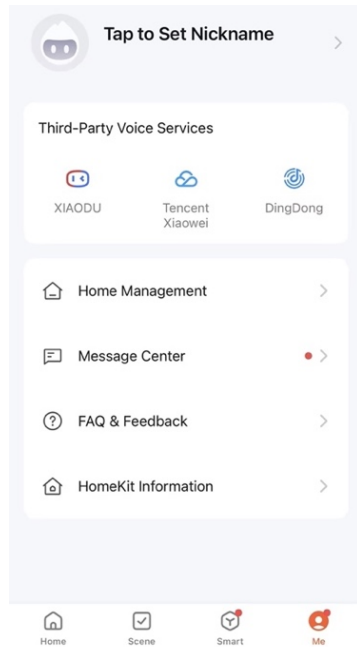 Tap to Set Nickname
Third-Party Voice Services
XIAODU
Tencent
Xiaowei
DingDong
Home Management
Message Center
FAQ & Feedback
HomeKit Information
Home
Scene
Smart
Me